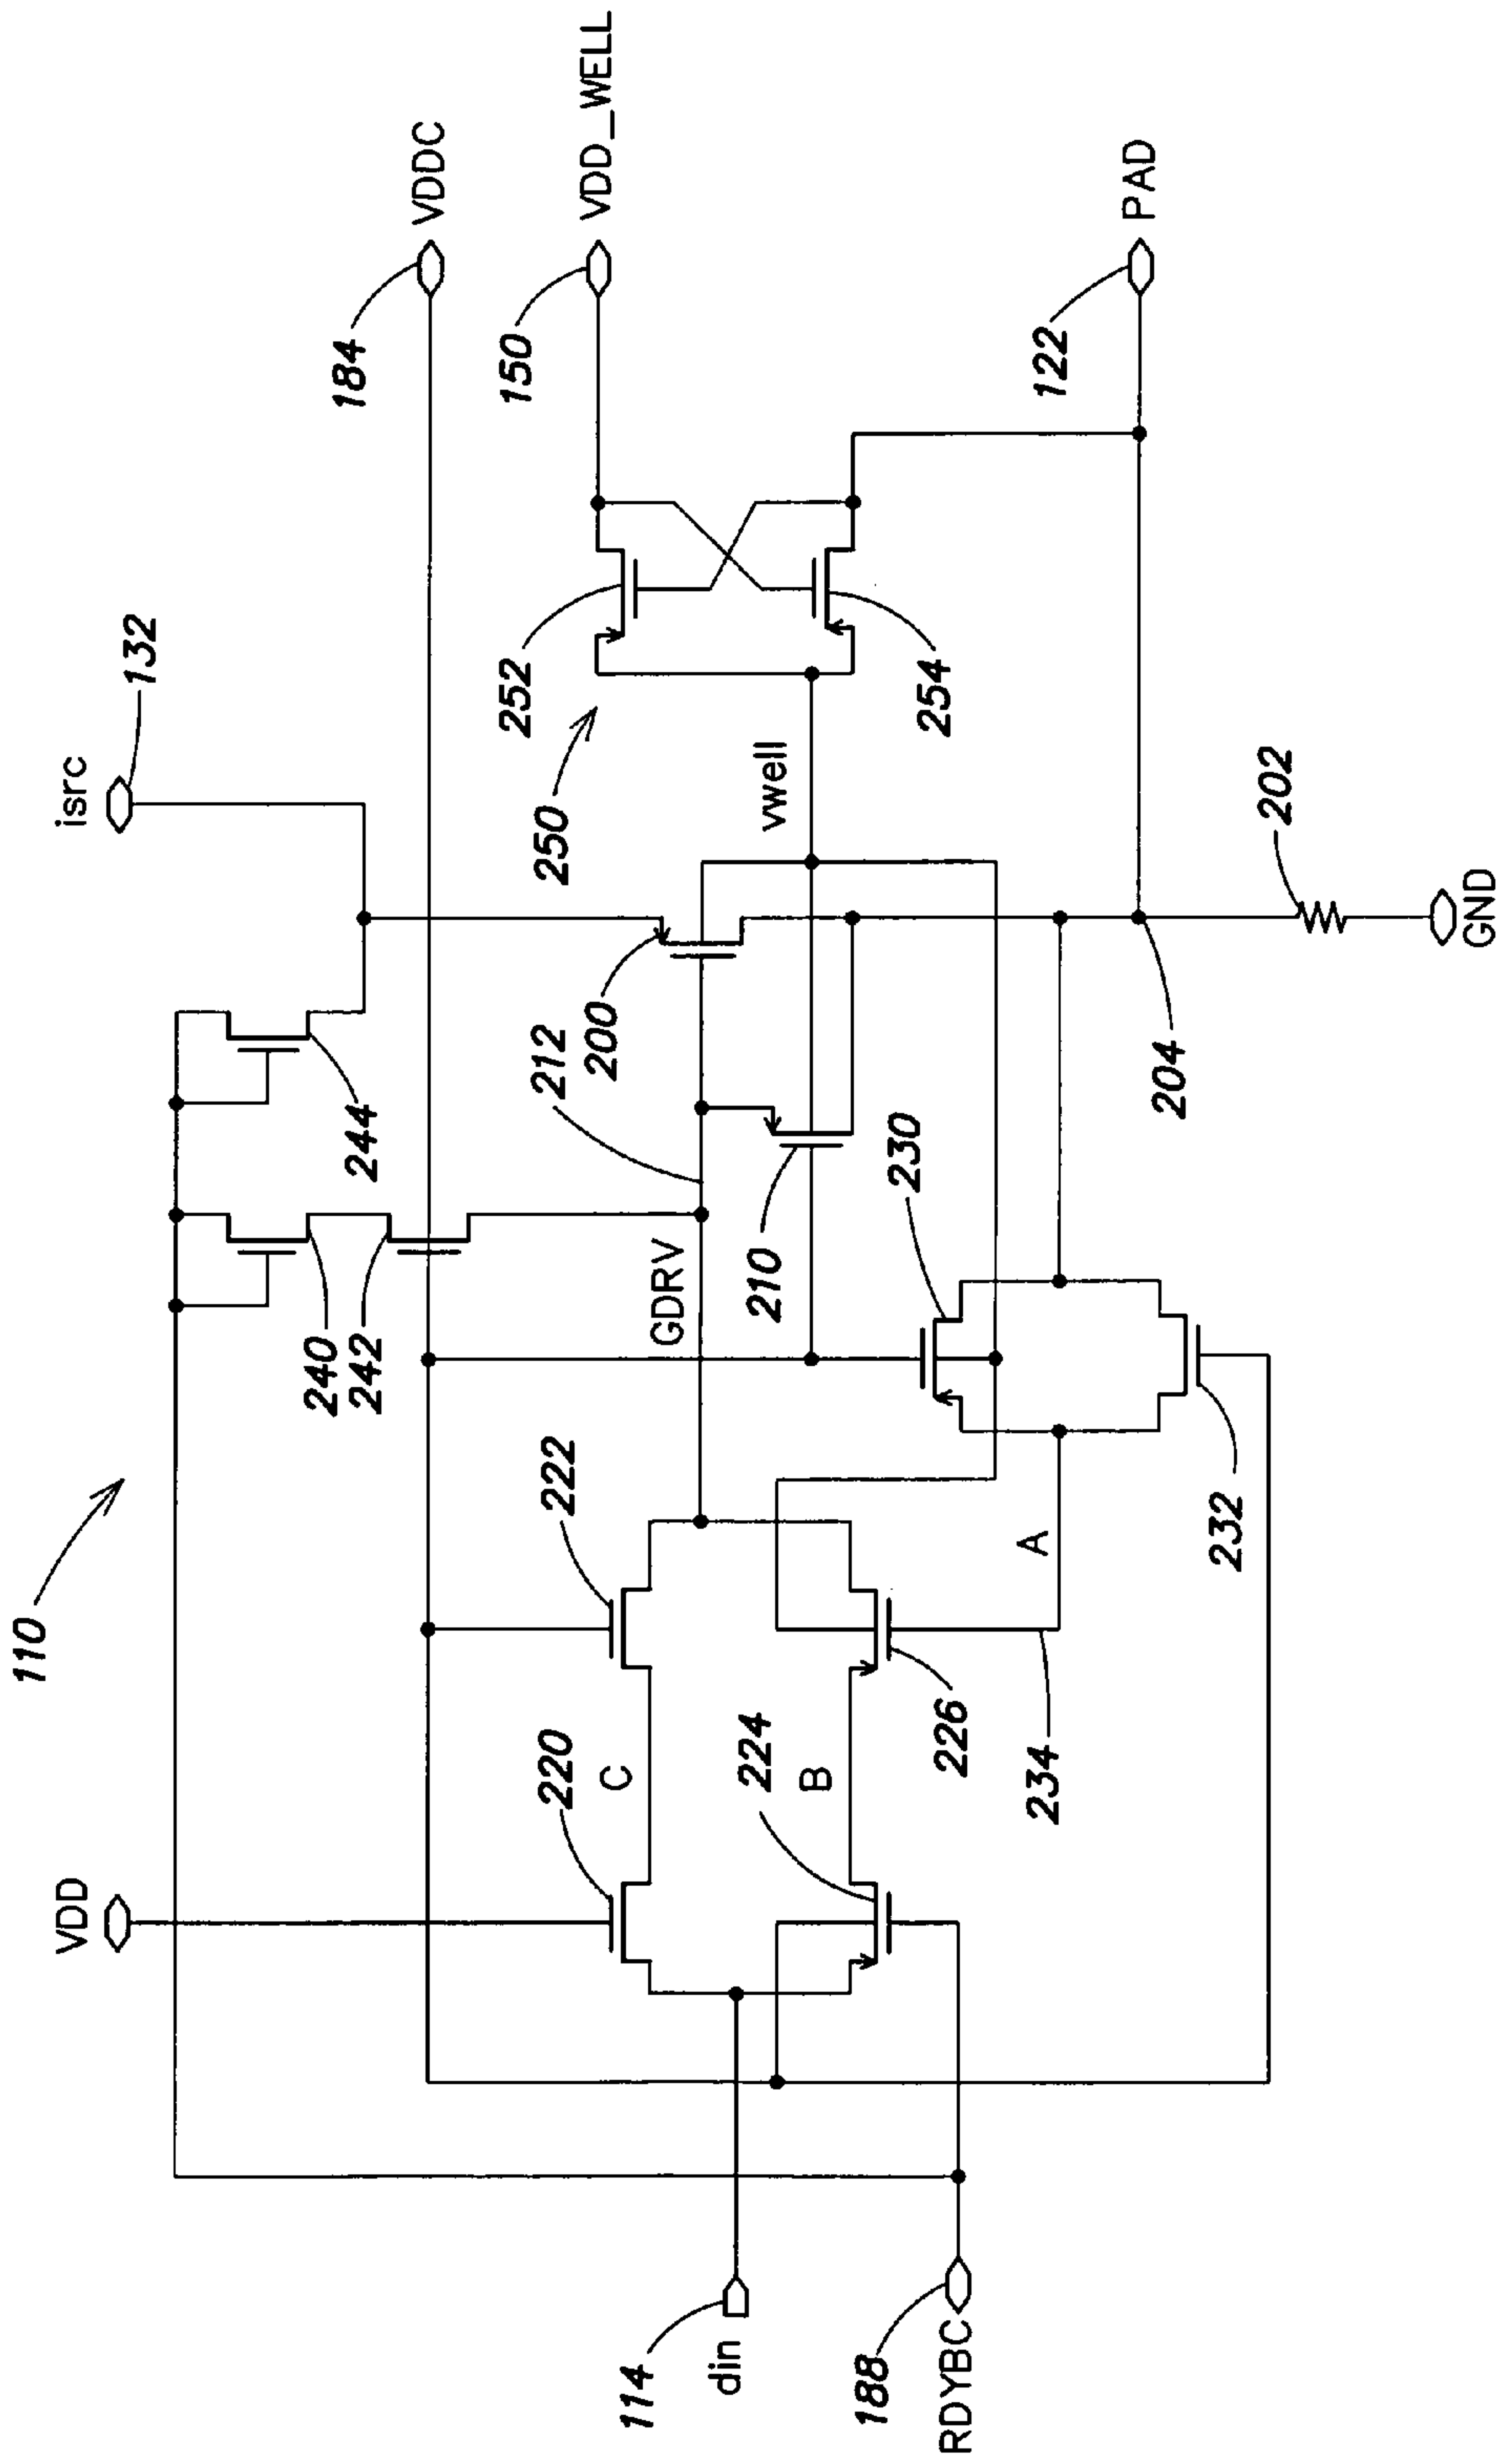 110
VDD
isrc
132
184
VDDC
150
VDD_WELL
240
242
244
212
200
250
252
254
vwell
GDRV
210
220
222
C
224
B
226
230
A
232
234
204
202
GND
122
PAD
114
din
188
RDYBC